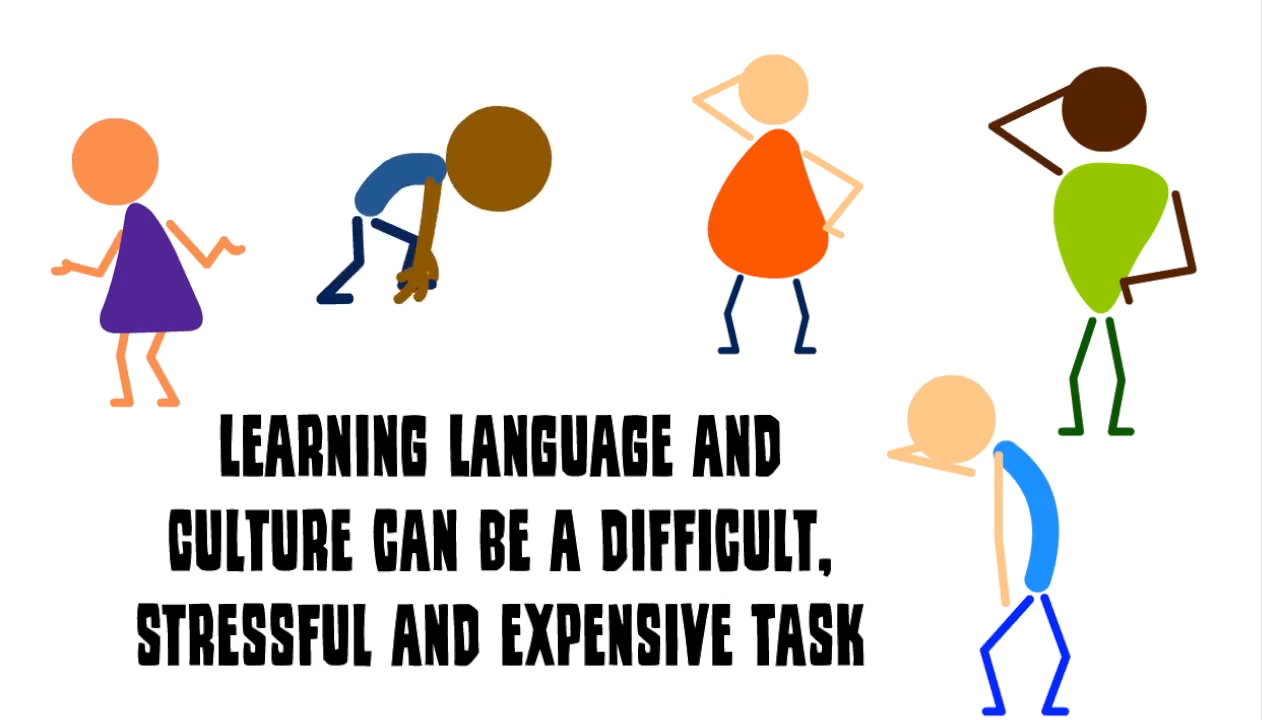 LEARNING LANGUAGE AND
CULTURE CAN BE A DIFFICULT,
STRESSFUL AND EXPENSIVE TASK